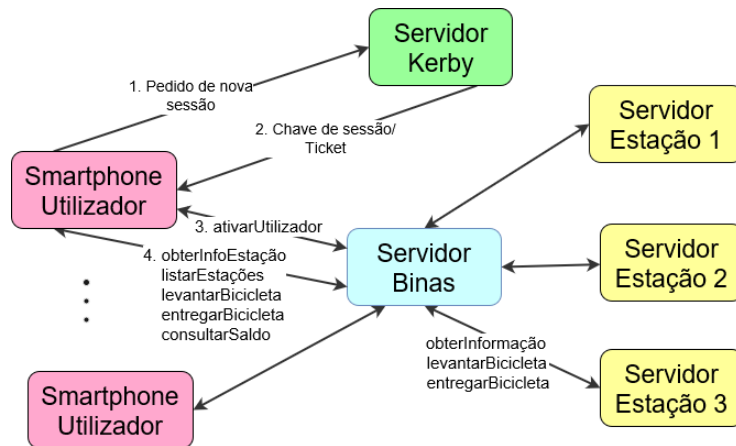 Servidor
Kerby
1. Pedido de nova
sessão
2. Chave de sessão/
Ticket
Servidor
Estação 1
Smartphone
Utilizador
3. ativarUtilizador
4. obterInfoEstação
listarEstações
levantarBicicleta
entregarBicicleta
consultarSaldo
Servidor
Binas
Servidor
Estação 2
obterInformação
levantarBicicleta
entregarBicicleta
Servidor
Estação 3
Smartphone
Utilizador